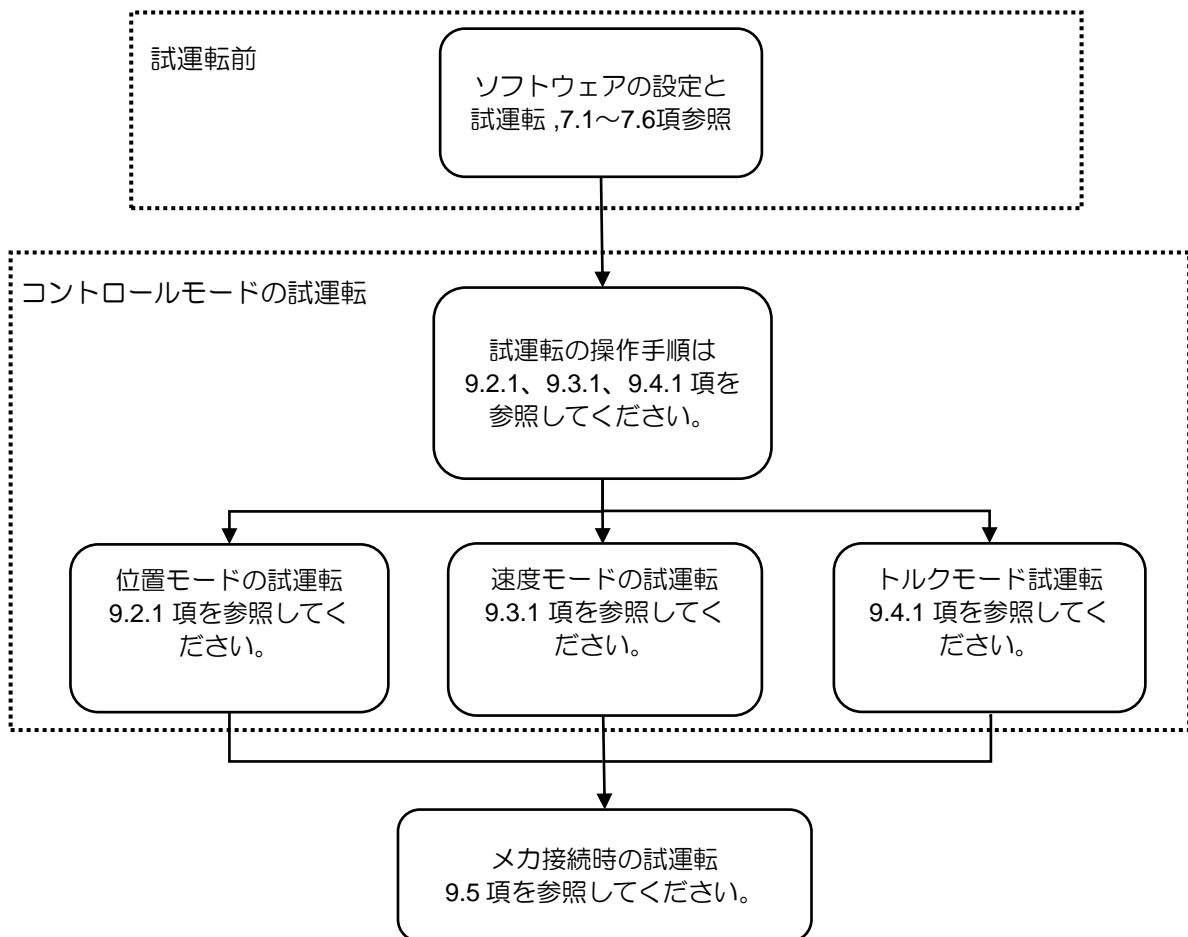 試運転前
ソフトウェアの設定と
試運転 ,7.1～7.6項参照
コントロールモードの試運転
試運転の操作手順は
9.2.1、9.3.1、9.4.1 項を
参照してください。
位置モードの試運転
9.2.1 項を参照してく
ださい。
速度モードの試運転
9.3.1 項を参照してく
ださい。
トルクモード試運転
9.4.1 項を参照してく
ださい。
メカ接続時の試運転
9.5 項を参照してください。